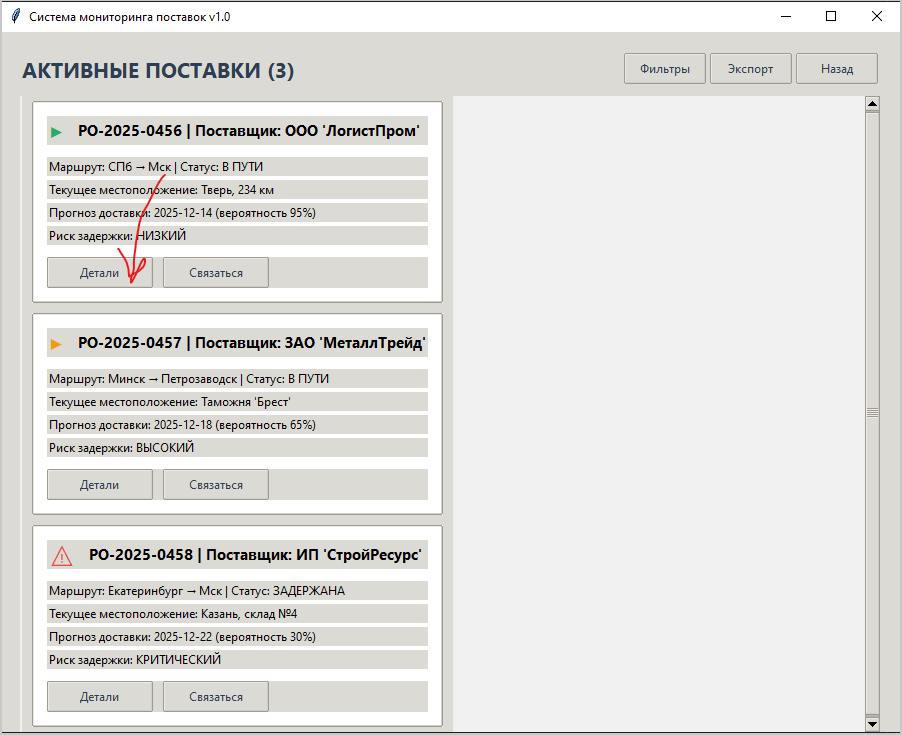 Система мониторинга поставок v1.0
АКТИВНЫЕ ПОСТАВКИ (3)
Фильтры
Экспорт
Назад
PO-2025-0456 | Поставщик: ООО 'ЛогистПром'
Маршрут: СПб → Мск | Статус: В ПУТИ
Текущее местоположение: Тверь, 234 км
Прогноз доставки: 2025-12-14 (вероятность 95%)
Риск задержки: НИЗКИЙ
Детали
Связаться
PO-2025-0457 | Поставщик: ЗАО 'МеталлТрейд'
Маршрут: Минск → Петрозаводск | Статус: В ПУТИ
Текущее местоположение: Таможня 'Брест'
Прогноз доставки: 2025-12-18 (вероятность 65%)
Риск задержки: ВЫСОКИЙ
Детали
Связаться
PO-2025-0458 | Поставщик: ИП 'СтройРесурс'
Маршрут: Екатеринбург → Мск | Статус: ЗАДЕРЖАНА
Текущее местоположение: Казань, склад №4
Прогноз доставки: 2025-12-22 (вероятность 30%)
Риск задержки: КРИТИЧЕСКИЙ
Детали
Связаться